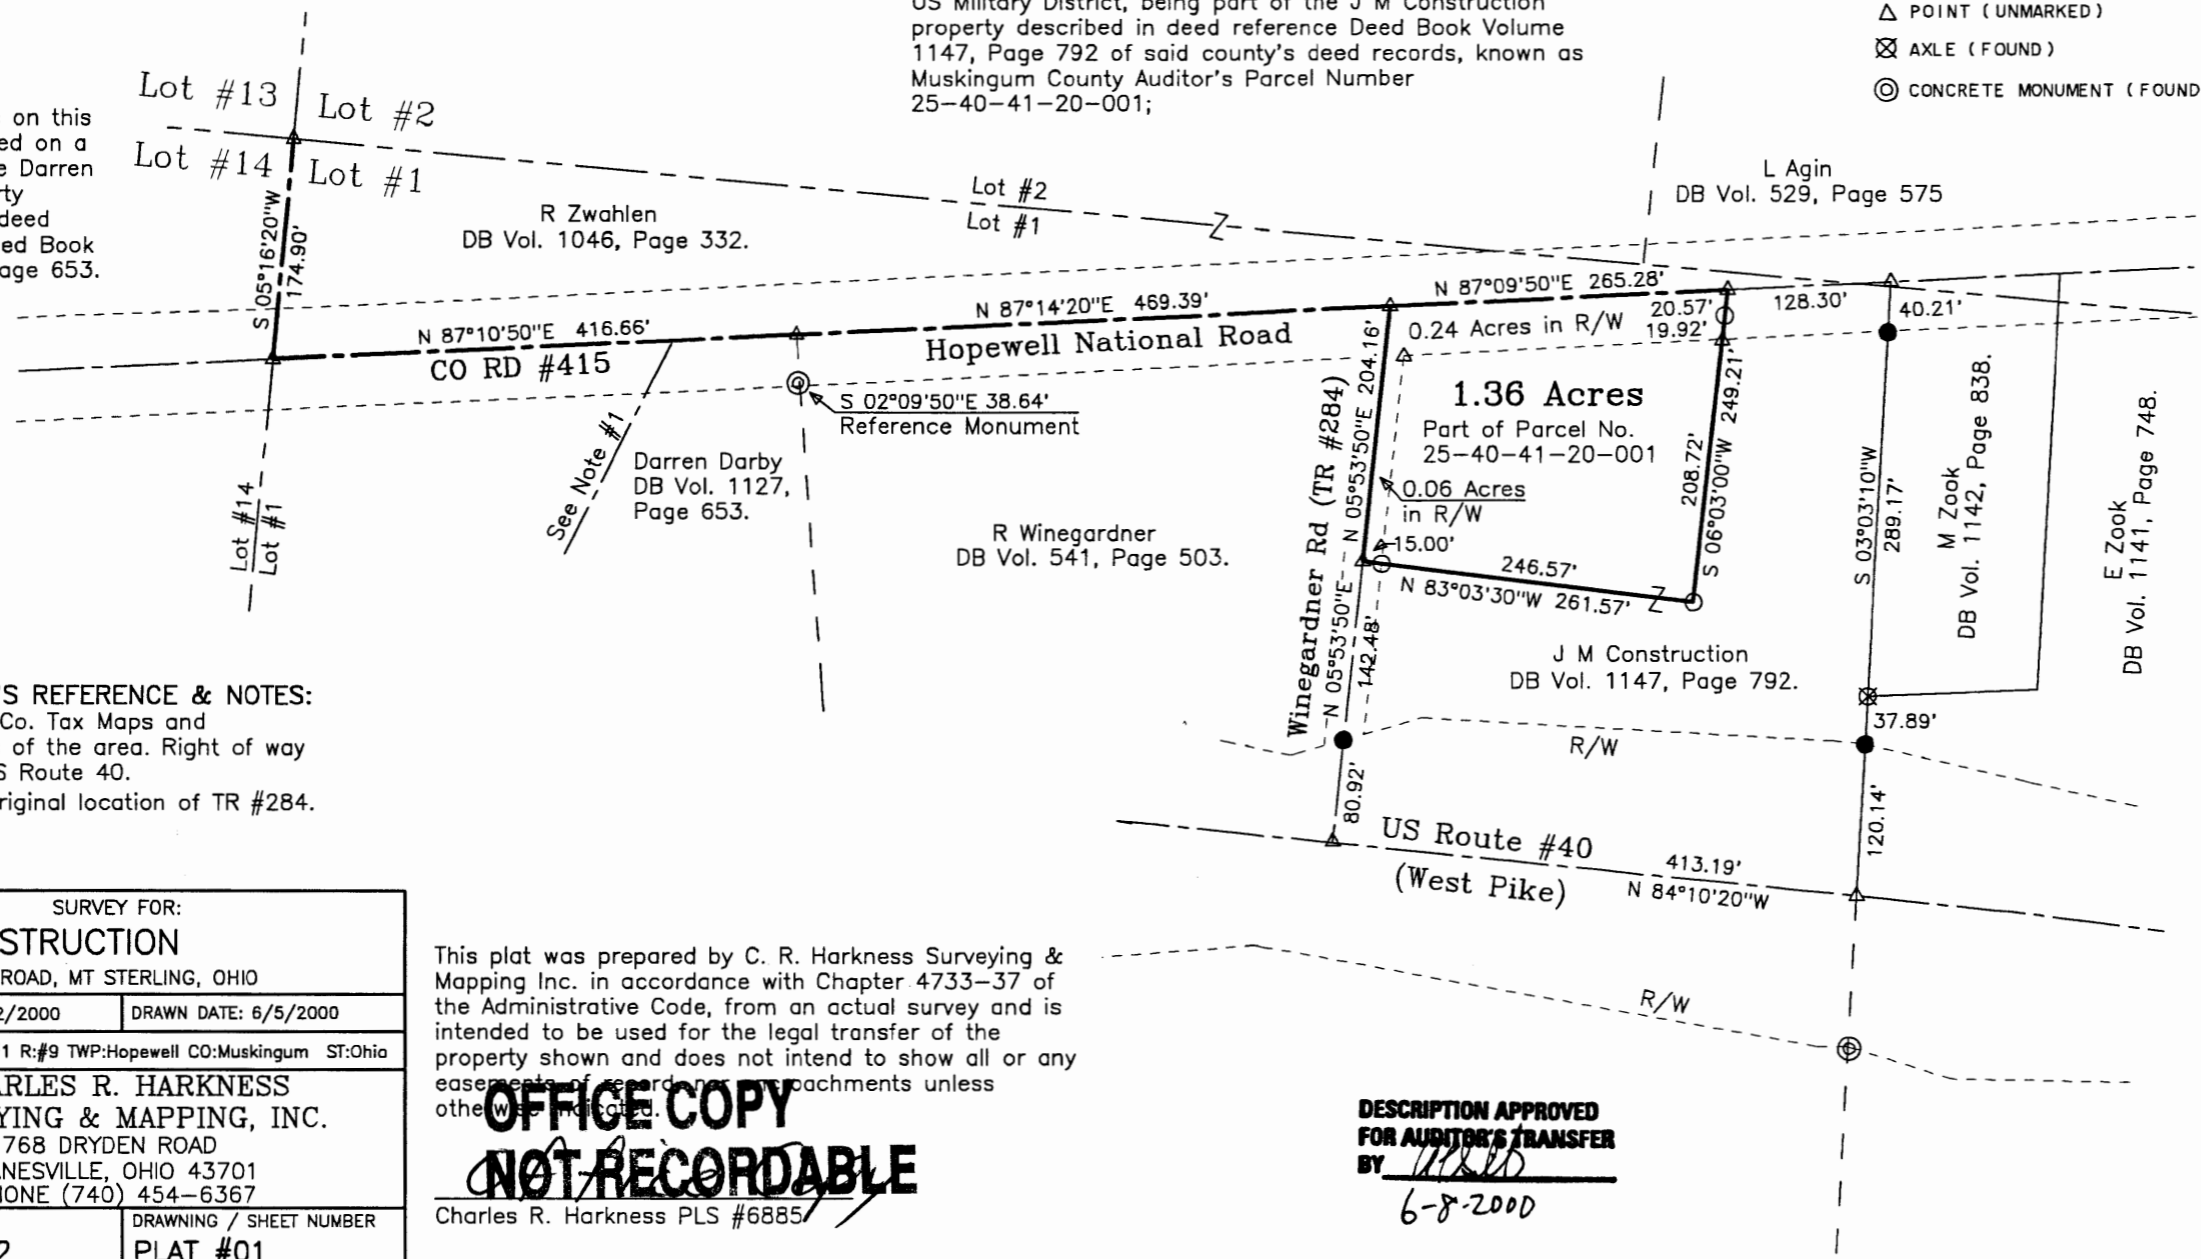 US Military District, being part of the J M Construction
property described in deed reference Deed Book Volume
1147, Page 792 of said county's deed records, known as
Muskingum County Auditor's Parcel Number
25-40-41-20-001;
△ POINT (UNMARKED)
AXLE (FOUND)
◎ CONCRETE MONUMENT (FOUND
on this
ed on a
e Darren
ty
deed
ed Book
age 653.
Lot #13
Lot #2
Lot #14
Lot #1
S 05°16'20"W
174.90'
R Zwahlen
DB Vol. 1046, Page 332.
Lot #2
Lot #1
L Agin
DB Vol. 529, Page 575
N 87°10'50"E 416.66'
CO RD #415
N 87°14'20"E 469.39'
Hopewell National Road
N 87°09'50"E 265.28'
20.57'
19.92'
0.24 Acres in R/W
128.30'
40.21'
S 02°09'50"E 38.64'
Reference Monument
See Note #1
Darren Darby
DB Vol. 1127,
Page 653.
Lot #14
Lot #1
R Winegardner
DB Vol. 541, Page 503.
Winegardner Rd (TR #284)
N 05°53'50"E 204.16'
1.36 Acres
Part of Parcel No.
25-40-41-20-001
0.06 Acres
in R/W
15.00'
208.72'
S 06°03'00"W 249.21'
246.57'
N 83°03'30"W 261.57'
N 05°53'50"E
142.48'
80.92'
S 03°03'10"W
289.17'
M Zook
DB Vol. 1142, Page 838.
E Zook
DB Vol. 1141, Page 748.
J M Construction
DB Vol. 1147, Page 792.
37.89'
R/W
120.14'
US Route #40
(West Pike)
413.19'
N 84°10'20"W
R/W
'S REFERENCE & NOTES:
Co. Tax Maps and
of the area. Right of way
S Route 40.
riginal location of TR #284.
SURVEY FOR:
STRUCTION
ROAD, MT STERLING, OHIO
2/2000
DRAWN DATE: 6/5/2000
1 R:#9 TWP:Hopewell CO:Muskingum ST:Ohio
ARLES R. HARKNESS
YING & MAPPING, INC.
768 DRYDEN ROAD
ANESVILLE, OHIO 43701
HONE (740) 454-6367
DRAWING / SHEET NUMBER
2
PLAT #01
This plat was prepared by C. R. Harkness Surveying &
Mapping Inc. in accordance with Chapter 4733-37 of
the Administrative Code, from an actual survey and is
intended to be used for the legal transfer of the
property shown and does not intend to show all or any
easements of record nor encroachments unless
otherwise indicated.
OFFICE COPY
NOT RECORDABLE
Charles R. Harkness PLS #6885
DESCRIPTION APPROVED
FOR AUDITOR'S TRANSFER
BY
6-8-2000